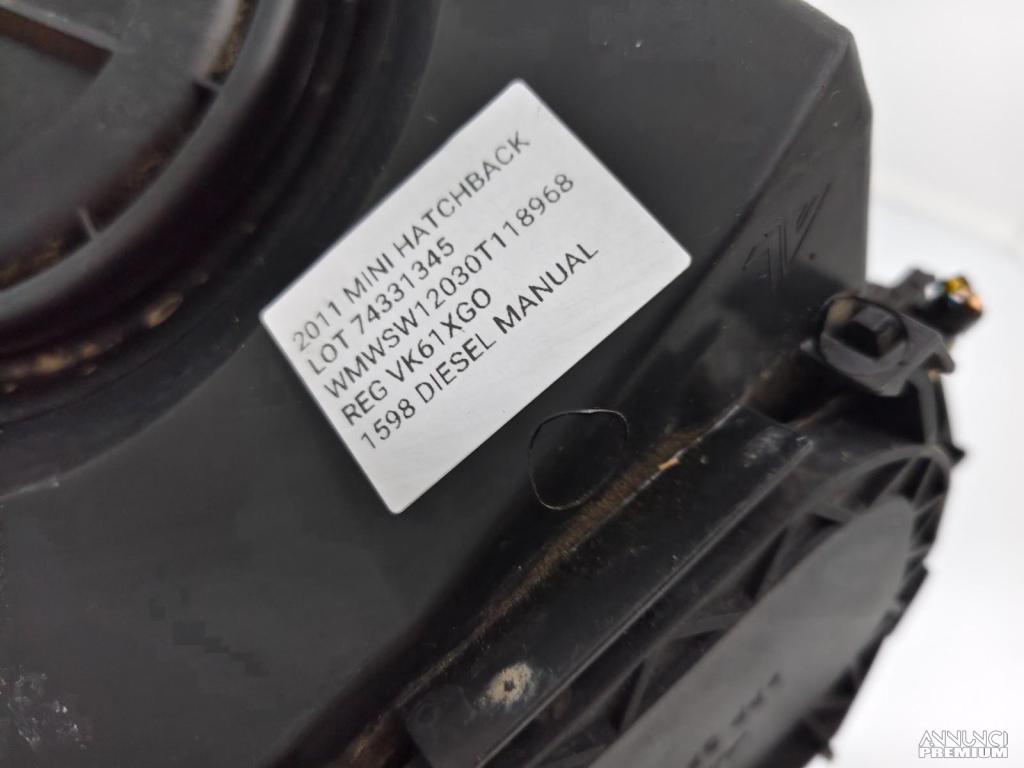 2011 MINI HATCHBACK
LOT 74331345
WMWSW12030T118968
REG VK61XGO
1598 DIESEL MANUAL
ANNUNCI
PREMIUM